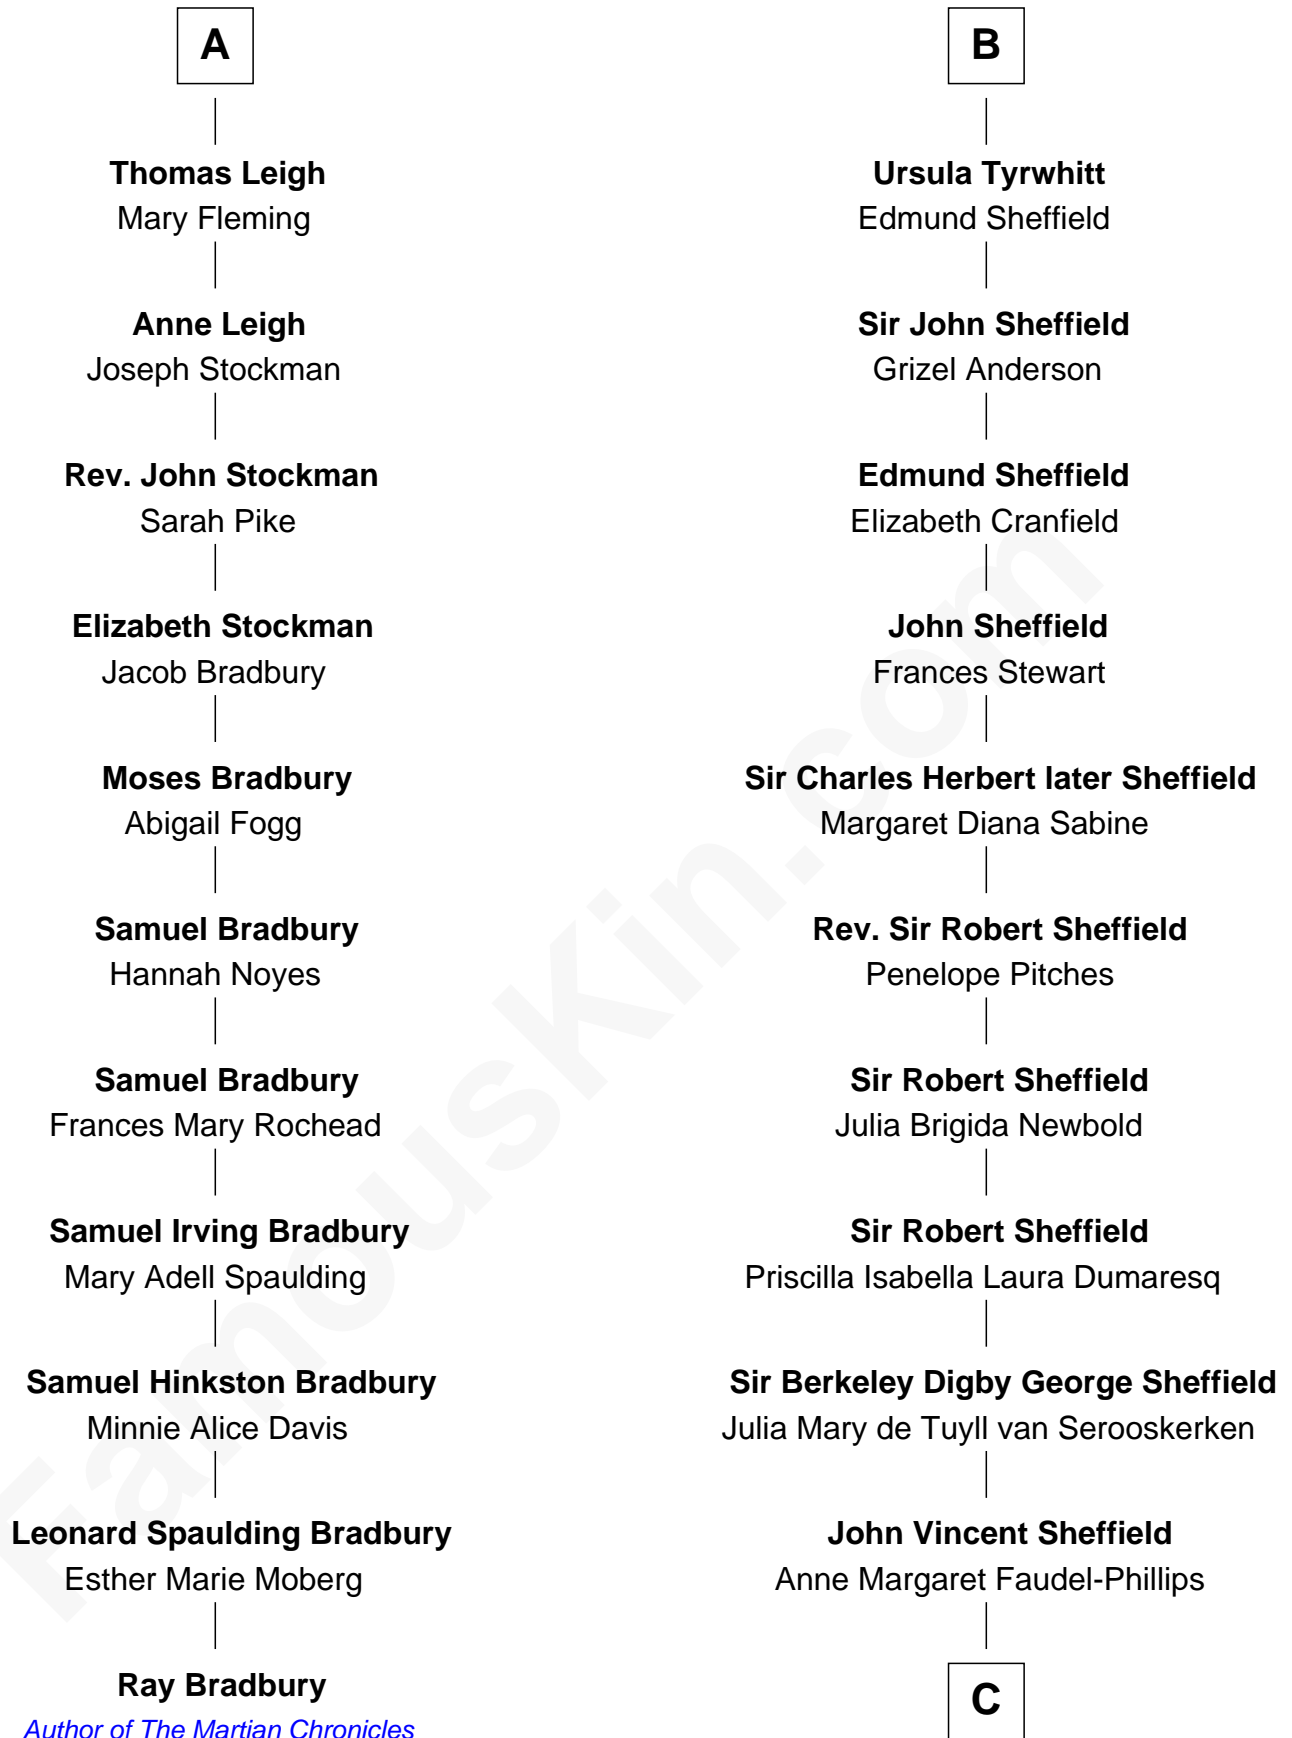 A
Thomas Leigh
Mary Fleming
Anne Leigh
Joseph Stockman
Rev. John Stockman
Sarah Pike
Elizabeth Stockman
Jacob Bradbury
Moses Bradbury
Abigail Fogg
Samuel Bradbury
Hannah Noyes
Samuel Bradbury
Frances Mary Rochead
Samuel Irving Bradbury
Mary Adell Spaulding
Samuel Hinkston Bradbury
Minnie Alice Davis
Leonard Spaulding Bradbury
Esther Marie Moberg
Ray Bradbury
Author of The Martian Chronicles
B
Ursula Tyrwhitt
Edmund Sheffield
Sir John Sheffield
Grizel Anderson
Edmund Sheffield
Elizabeth Cranfield
John Sheffield
Frances Stewart
Sir Charles Herbert later Sheffield
Margaret Diana Sabine
Rev. Sir Robert Sheffield
Penelope Pitches
Sir Robert Sheffield
Julia Brigida Newbold
Sir Robert Sheffield
Priscilla Isabella Laura Dumaresq
Sir Berkeley Digby George Sheffield
Julia Mary de Tuyll van Serooskerken
John Vincent Sheffield
Anne Margaret Faudel-Phillips
C
FamousKin.com